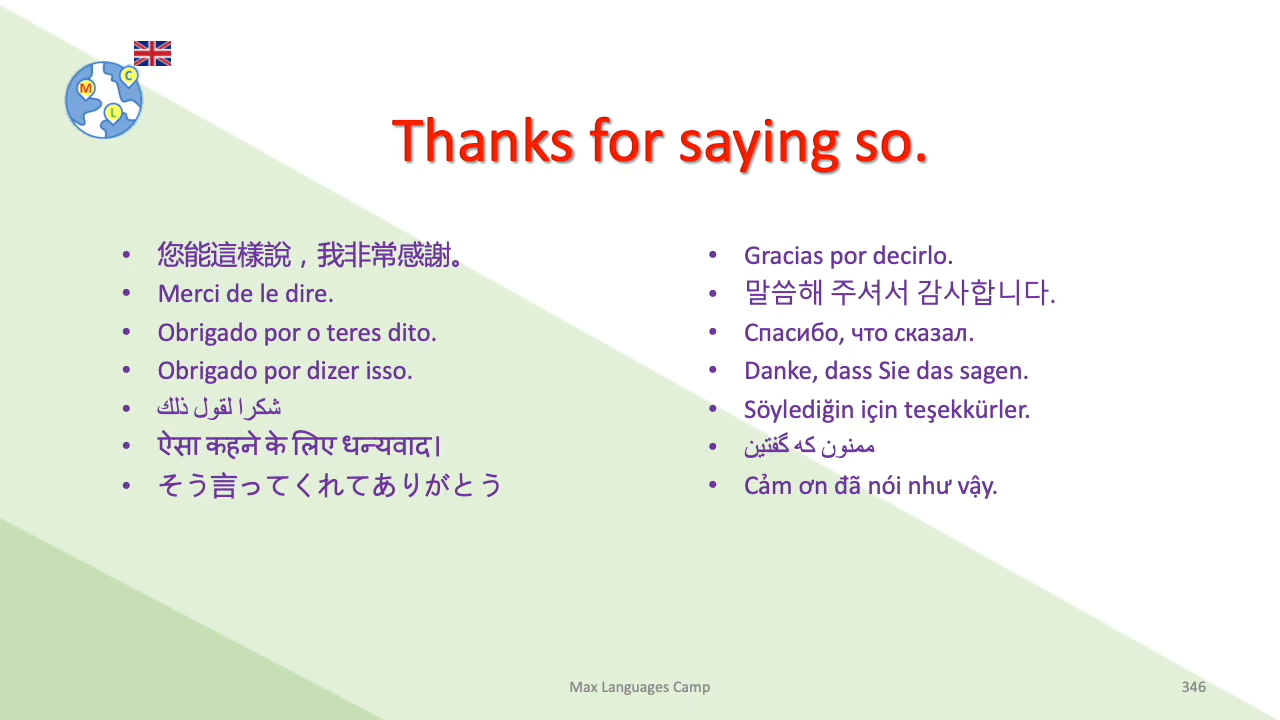 M
C
L
Thanks for saying so.
• 您能這樣說，我非常感謝。
• Merci de le dire.
• Obrigado por o teres dito.
• Obrigado por dizer isso.
• شكرا لقول ذلك
• ऐसा कहने के लिए धन्यवाद।
• そう言ってくれてありがとう
• Gracias por decirlo.
• 말씀해 주셔서 감사합니다.
• Спасибо, что сказал.
• Danke, dass Sie das sagen.
• Söylediğin için teşekkürler.
• ممنون که گفتین
• Cảm ơn đã nói như vậy.
Max Languages Camp
346